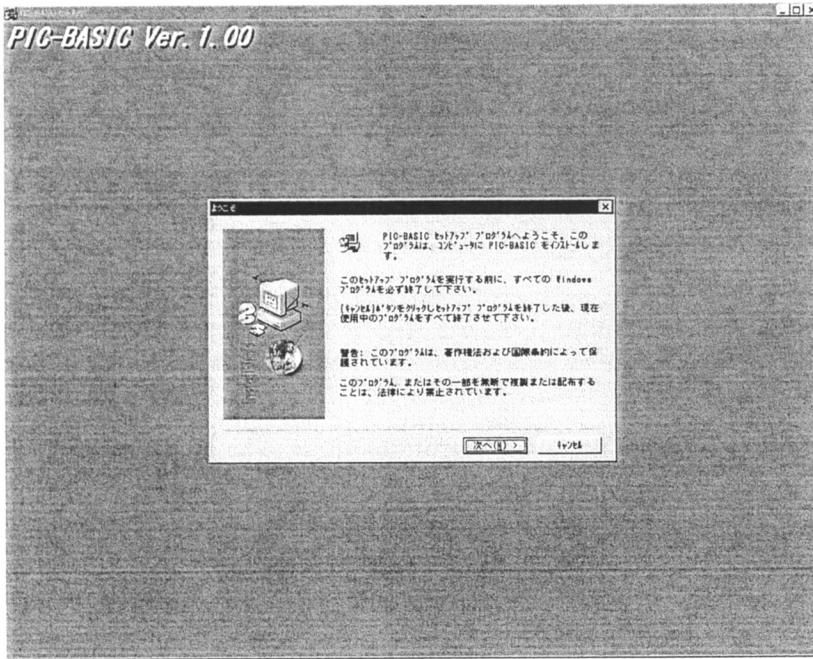 PIC-BASIC Ver. 1.00
ようこそ
PIC-BASIC ｾｯﾄｱｯﾌﾟ ﾌﾟﾛｸﾞﾗﾑへようこそ。この
ﾌﾟﾛｸﾞﾗﾑは、ｺﾝﾋﾟｭｰﾀに PIC-BASIC をｲﾝｽﾄｰﾙしま
す。
このｾｯﾄｱｯﾌﾟ ﾌﾟﾛｸﾞﾗﾑを実行する前に、すべての Windows
ﾌﾟﾛｸﾞﾗﾑを必ず終了して下さい。
[ｷｬﾝｾﾙ]ﾎﾞﾀﾝをｸﾘｯｸしｾｯﾄｱｯﾌﾟ ﾌﾟﾛｸﾞﾗﾑを終了した後、現在
使用中のﾌﾟﾛｸﾞﾗﾑをすべて終了させて下さい。
警告: このﾌﾟﾛｸﾞﾗﾑは、著作権法および国際条約によって保
護されています。
このﾌﾟﾛｸﾞﾗﾑ、またはその一部を無断で複製または配布する
ことは、法律により禁止されています。
次へ(N) >
ｷｬﾝｾﾙ